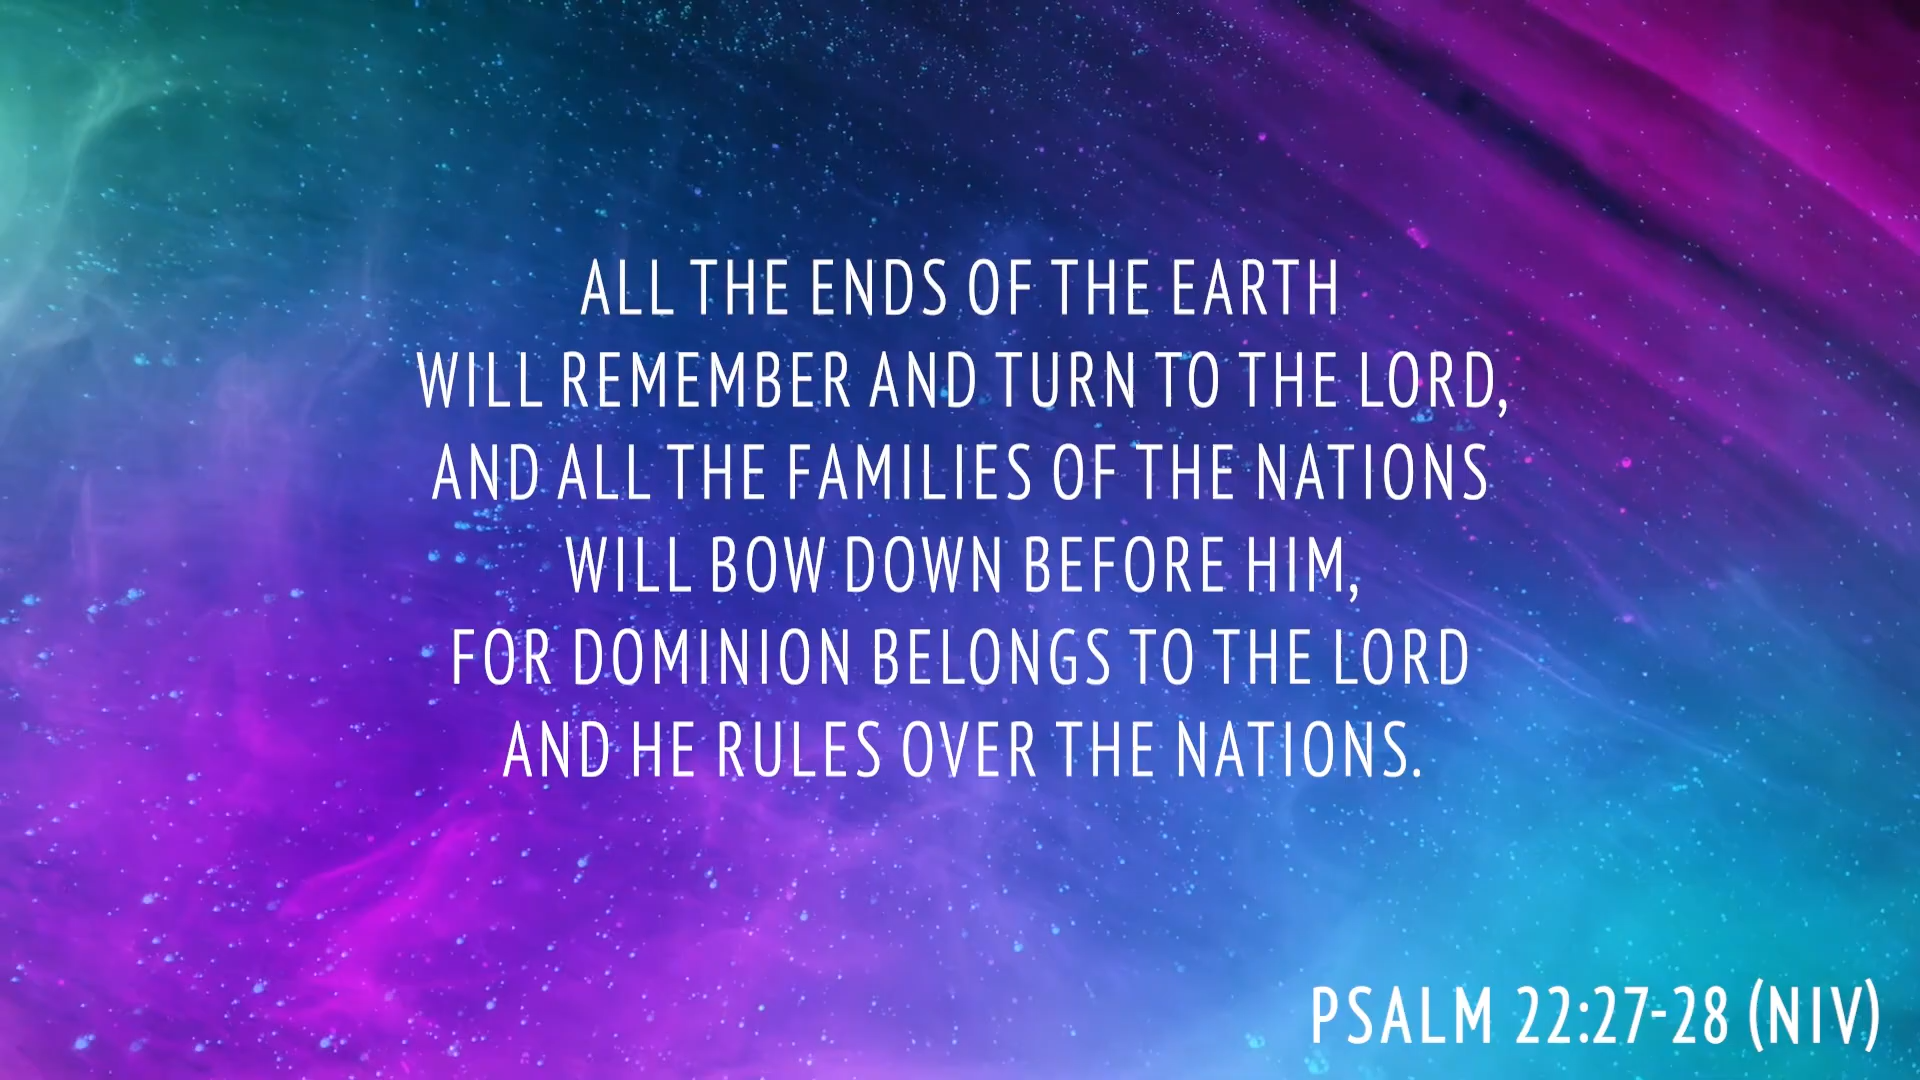 ALL THE ENDS OF THE EARTH
WILL REMEMBER AND TURN TO THE LORD,
AND ALL THE FAMILIES OF THE NATIONS
WILL BOW DOWN BEFORE HIM,
FOR DOMINION BELONGS TO THE LORD
AND HE RULES OVER THE NATIONS.
PSALM 22:27-28 (NIV)